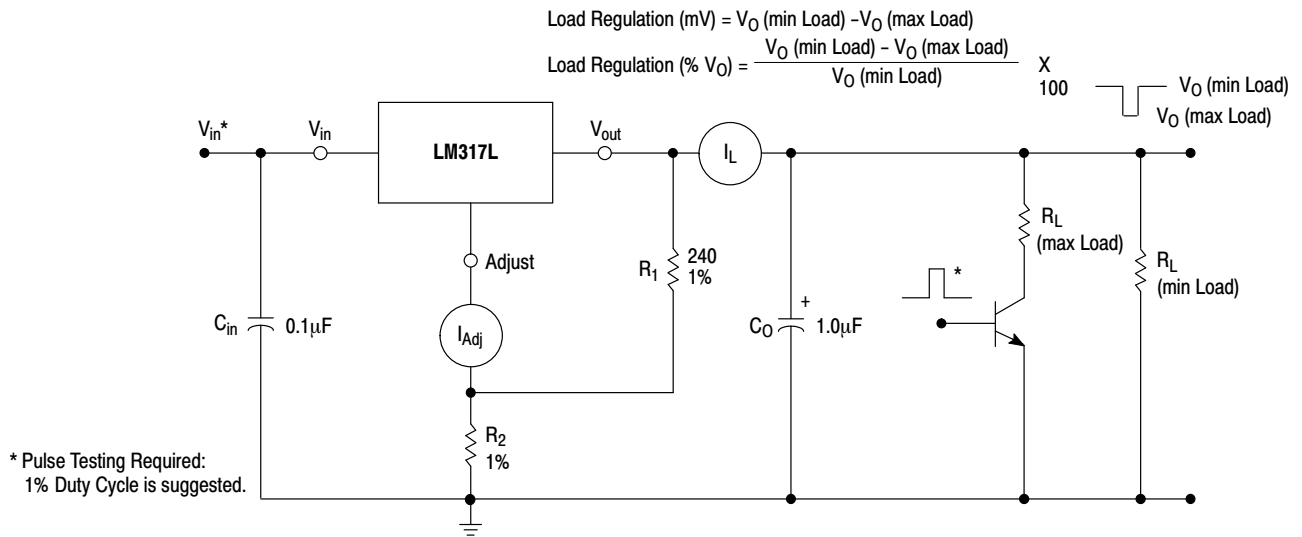 Load Regulation (mV) = VO (min Load) –VO (max Load)
Load Regulation (% VO) = VO (min Load) – VO (max Load)
VO (min Load)
X
100
VO (min Load)
VO (max Load)
Vin*
Vin
LM317L
Vout
IL
Adjust
R1
240
1%
RL
(max Load)
RL
(min Load)
*
Cin
0.1μF
IAdj
CO
+
1.0μF
R2
1%
* Pulse Testing Required:
1% Duty Cycle is suggested.